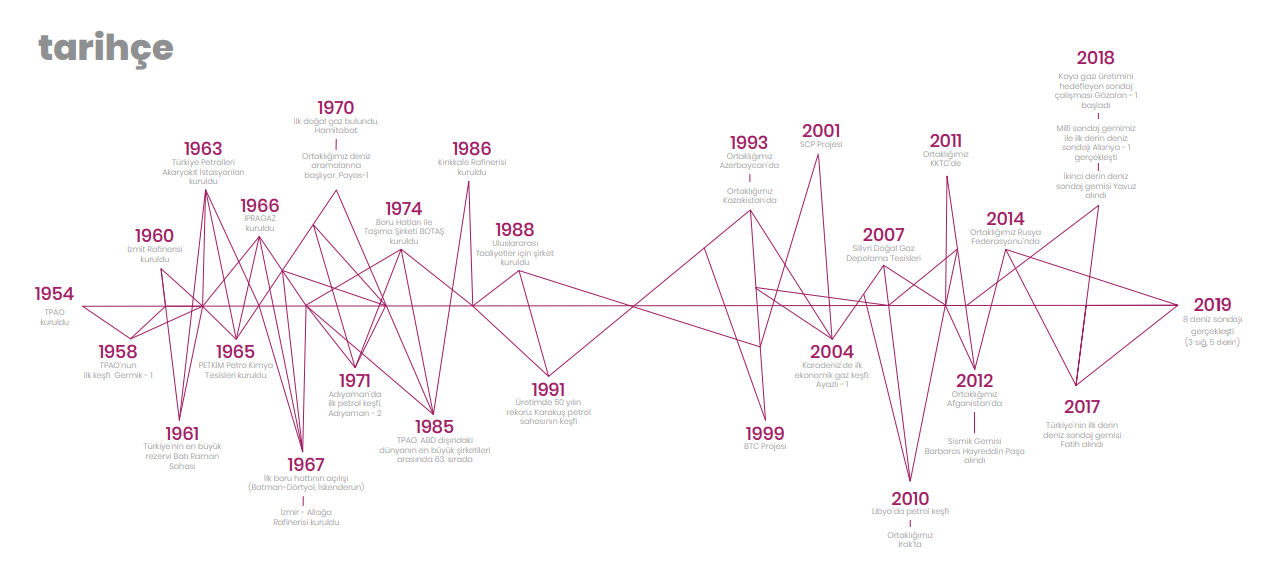 tarihçe
1954
TPAO
kuruldu
1958
TPAO'nun
ilk keşfi Germik - 1
1960
İzmit Rafinerisi
kuruldu
1961
Türkiye'nin en büyük
rezervi Batı Raman
Sahası
1963
Türkiye Petrolleri
Akaryakıt İstasyonları
kuruldu
1965
PETKİM Petro Kimya
Tesisleri kuruldu
1966
İPRAGAZ
kuruldu
1967
İlk boru hattının açılışı
(Batman-Dörtyol, İskenderun)
İzmir - Aliağa
Rafinerisi kuruldu
1970
İlk doğal gaz bulundu,
Hamitabat
Ortaklığımız deniz
aramalarına
başlıyor, Payas-1
1971
Adıyaman'da
ilk petrol keşfi,
Adıyaman - 2
1974
Boru Hatları ile
Taşıma Şirketi BOTAŞ
kuruldu
1985
TPAO, ABD dışındaki
dünyanın en büyük şirketleri
arasında 63. sırada
1986
Kırıkkale Rafinerisi
kuruldu
1988
Uluslararası
faaliyetler için şirket
kuruldu
1991
Üretimde 50 yılın
rekoru: Karakuş petrol
sahasının keşfi
1993
Ortaklığımız
Azerbaycan'da
Ortaklığımız
Kazakistan'da
1999
BTC Projesi
2001
SCP Projesi
2004
Karadeniz'de ilk
ekonomik gaz keşfi:
Ayazlı - 1
2007
Silivri Doğal Gaz
Depolama Tesisleri
2010
Libya'da petrol keşfi
Ortaklığımız
Irak'ta
2011
Ortaklığımız
KKTC'de
2012
Ortaklığımız
Afganistan'da
Sismik Gemisi
Barbaros Hayreddin Paşa
alındı
2014
Ortaklığımız Rusya
Federasyonu'nda
2017
Türkiye'nin ilk derin
deniz sondaj gemisi
Fatih alındı
2018
Kaya gazı üretimini
hedefleyen sondaj
çalışması Gözalan - 1
başladı
Millî sondaj gemimiz
ile ilk derin deniz
sondajı Alanya - 1
gerçekleşti
İkinci derin deniz
sondaj gemisi Yavuz
alındı
2019
8 deniz sondajı
gerçekleşti
(3 sığ, 5 derin)